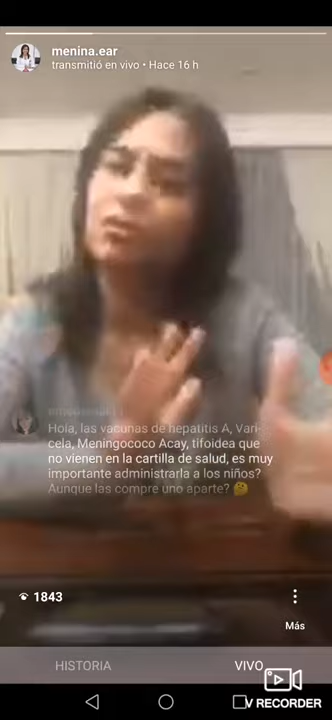 menina.ear
transmitió en vivo • Hace 16 h
Hola, las vacunas de hepatitis A, Vari-
cela, Meningococo Acay, tifoidea que
no vienen en la cartilla de salud, es muy
importante administrarla a los niños?
Aunque las compre uno aparte? 🤔
1843
Más
HISTORIA
VIVO
V RECORDER